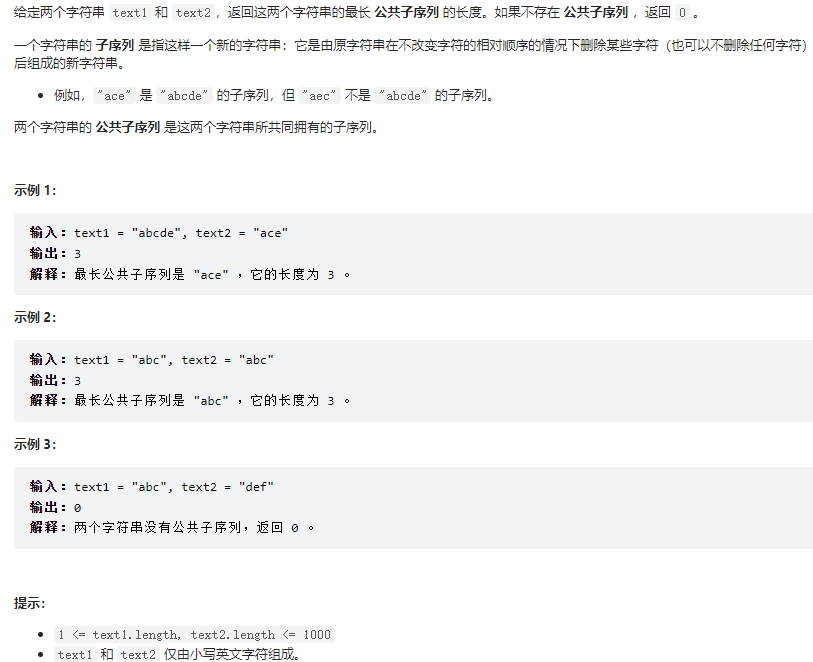 给定两个字符串 text1 和 text2，返回这两个字符串的最长 公共子序列 的长度。如果不存在 公共子序列 ，返回 0 。
一个字符串的 子序列 是指这样一个新的字符串：它是由原字符串在不改变字符的相对顺序的情况下删除某些字符（也可以不删除任何字符）
后组成的新字符串。
• 例如，"ace" 是 "abcde" 的子序列，但 "aec" 不是 "abcde" 的子序列。
两个字符串的 公共子序列 是这两个字符串所共同拥有的子序列。
示例 1：
输入：text1 = "abcde", text2 = "ace"
输出：3
解释：最长公共子序列是 "ace" ，它的长度为 3 。
示例 2：
输入：text1 = "abc", text2 = "abc"
输出：3
解释：最长公共子序列是 "abc" ，它的长度为 3 。
示例 3：
输入：text1 = "abc", text2 = "def"
输出：0
解释：两个字符串没有公共子序列，返回 0 。
提示：
• 1 <= text1.length, text2.length <= 1000
• text1 和 text2 仅由小写英文字符组成。